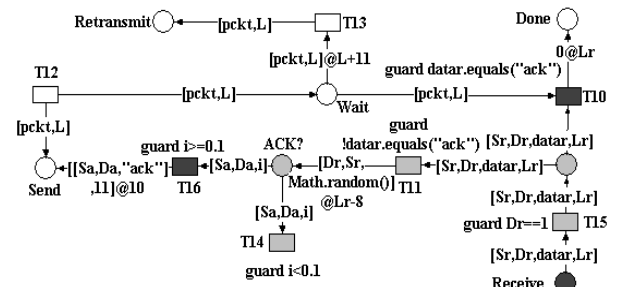 Retransmit
[pckt,L]
T13
Done
[pckt,L]@L+11
0@Lr
guard datar.equals("ack")
T12
[pckt,L]
Wait
[pckt,L]
T10
[pckt,L]
guard
!datar.equals("ack")
[Sr,Dr,datar,Lr]
guard i>=0.1
ACK?
Send
[[Sa,Da,"ack"]
,11]@10
T16
[Sa,Da,i]
[Dr,Sr,
Math.random()]
@Lr-8
T11
[Sr,Dr,datar,Lr]
[Sr,Dr,datar,Lr]
[Sa,Da,i]
guard Dr==1
T15
T14
guard i<0.1
[Sr,Dr,datar,Lr]
Receive